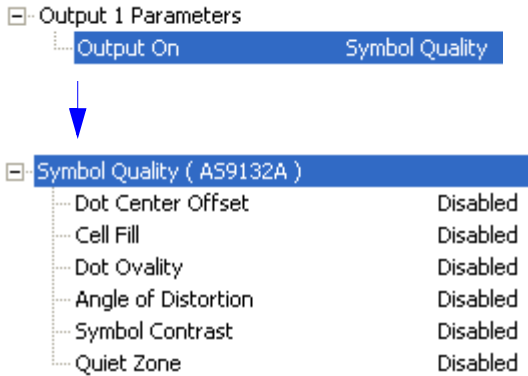 Output 1 Parameters
Output On Symbol Quality
Symbol Quality ( AS9132A )
Dot Center Offset Disabled
Cell Fill Disabled
Dot Ovality Disabled
Angle of Distortion Disabled
Symbol Contrast Disabled
Quiet Zone Disabled